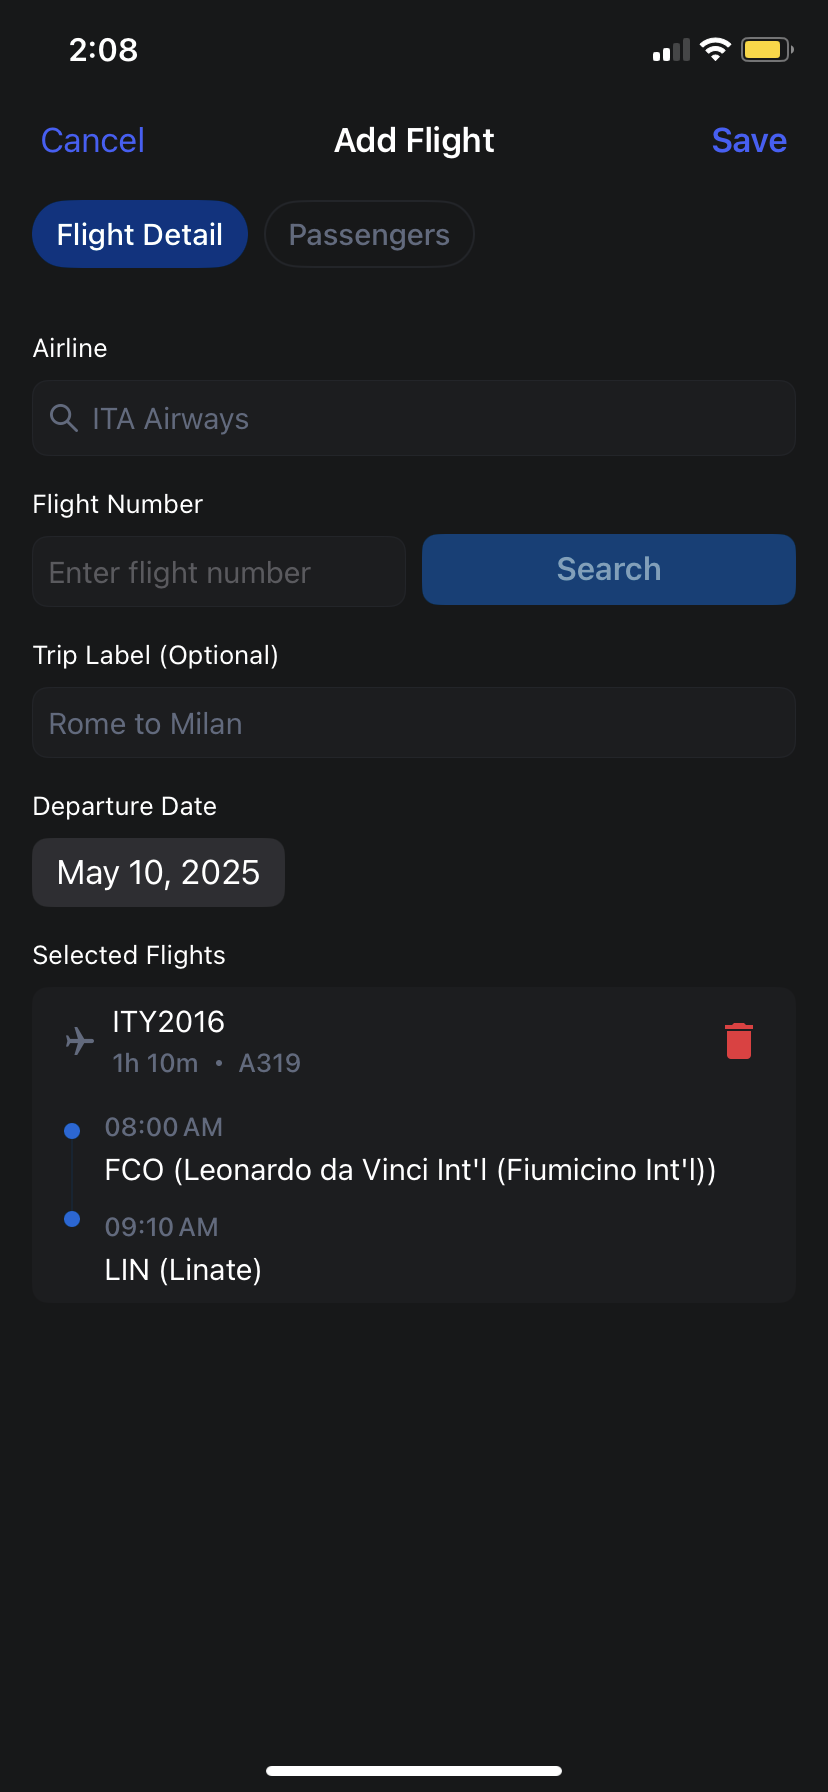 2:08
Cancel Add Flight Save
Flight Detail Passengers
Airline
ITA Airways
Flight Number
Enter flight number Search
Trip Label (Optional)
Rome to Milan
Departure Date
May 10, 2025
Selected Flights
ITY2016
1h 10m • A319
08:00 AM
FCO (Leonardo da Vinci Int'l (Fiumicino Int'l))
09:10 AM
LIN (Linate)